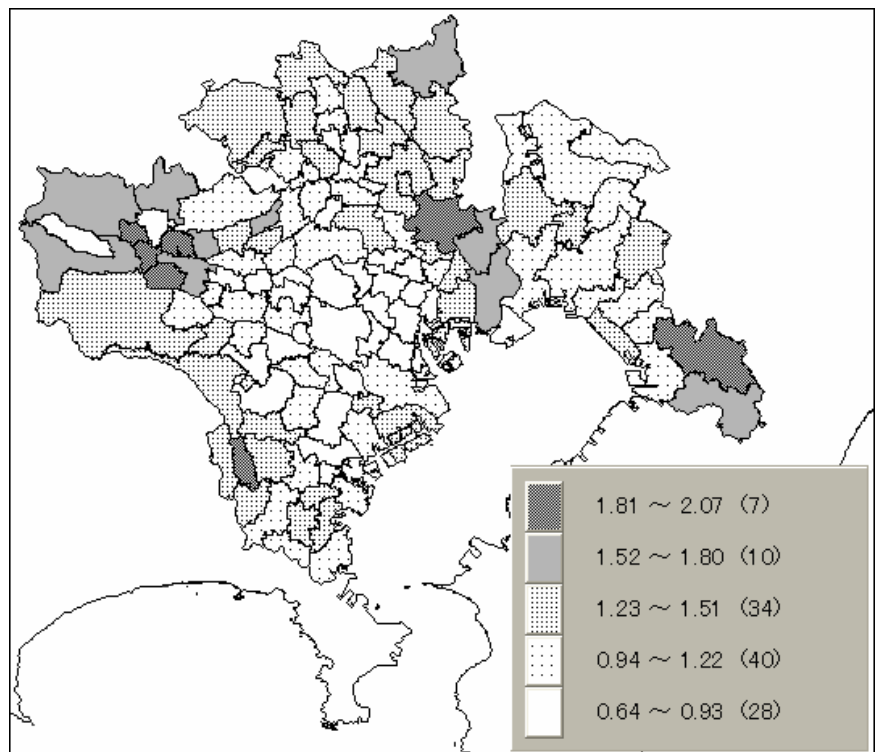 1.81 ～ 2.07 (7)
1.52 ～ 1.80 (10)
1.23 ～ 1.51 (34)
0.94 ～ 1.22 (40)
0.64 ～ 0.93 (28)